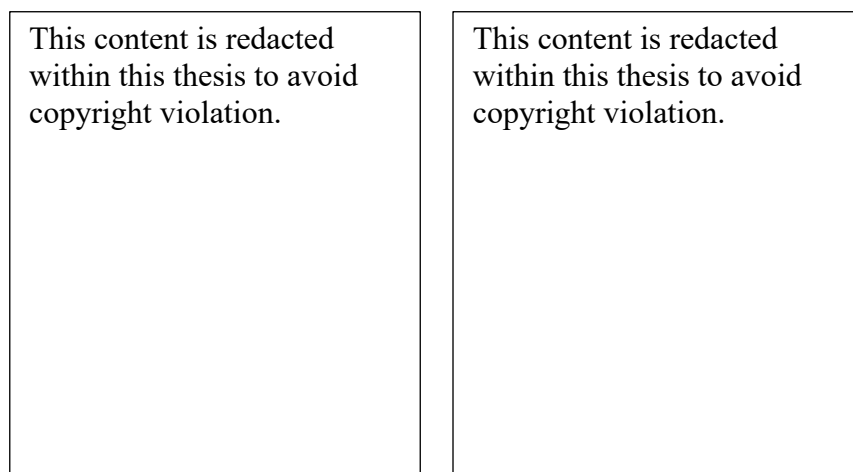 This content is redacted
within this thesis to avoid
copyright violation.
This content is redacted
within this thesis to avoid
copyright violation.